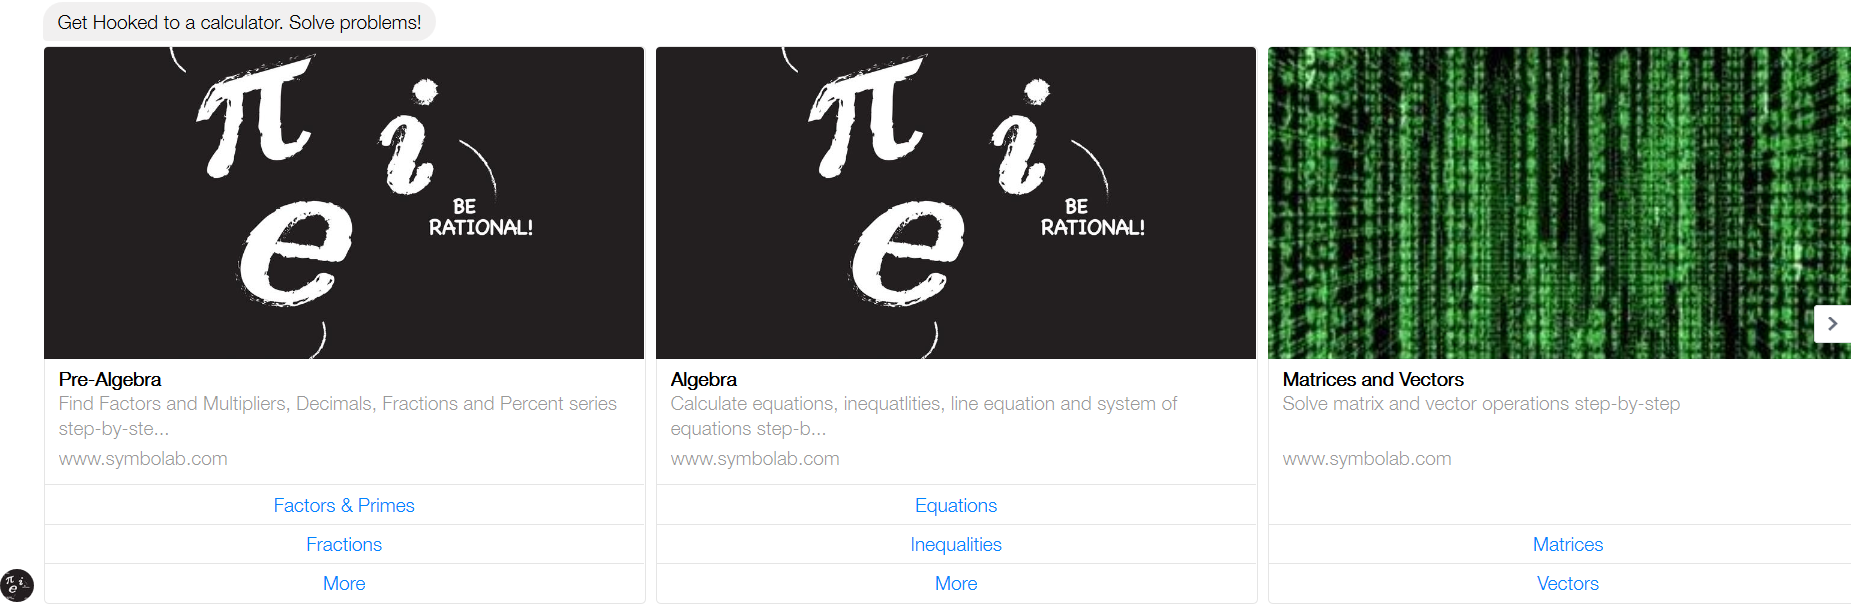 Get Hooked to a calculator. Solve problems!
π i
e
BE
RATIONAL!
Pre-Algebra
Find Factors and Multipliers, Decimals, Fractions and Percent series
step-by-ste...
www.symbolab.com
Factors & Primes
Fractions
More
π i
e
BE
RATIONAL!
Algebra
Calculate equations, inequatlities, line equation and system of
equations step-b...
www.symbolab.com
Equations
Inequalities
More
Matrices and Vectors
Solve matrix and vector operations step-by-step
www.symbolab.com
Matrices
Vectors
π i
e